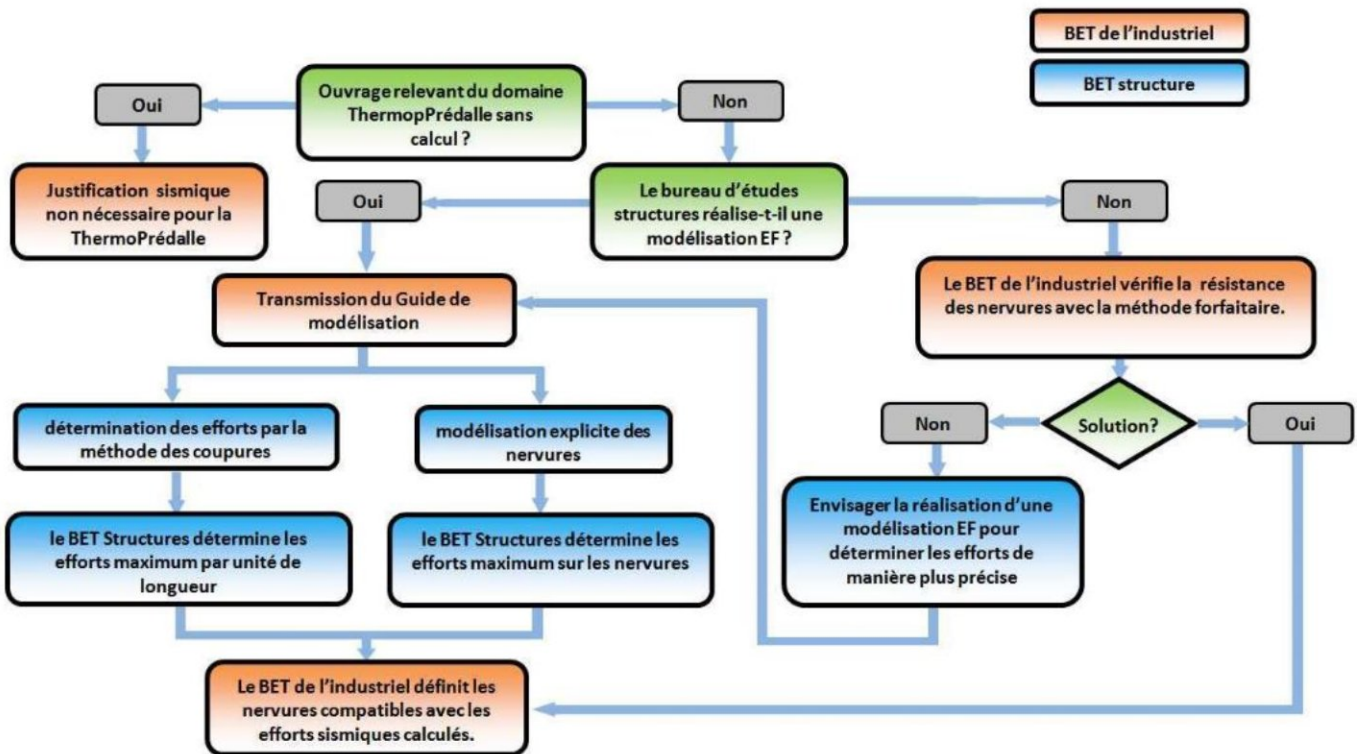 BET de l'industriel
BET structure
Ouvrage relevant du domaine
ThermopPrédalle sans
calcul ?
Oui
Non
Justification sismique
non nécessaire pour la
ThermoPrédalle
Oui
Le bureau d'études
structures réalise-t-il une
modélisation EF ?
Non
Transmission du Guide de
modélisation
Le BET de l'industriel vérifie la résistance
des nervures avec la méthode forfaitaire.
détermination des efforts par la
méthode des coupures
modélisation explicite des
nervures
Non
Solution?
Oui
le BET Structures détermine les
efforts maximum par unité de
longueur
le BET Structures détermine les
efforts maximum sur les nervures
Envisager la réalisation d'une
modélisation EF pour
déterminer les efforts de
manière plus précise
Le BET de l'industriel définit les
nervures compatibles avec les
efforts sismiques calculés.